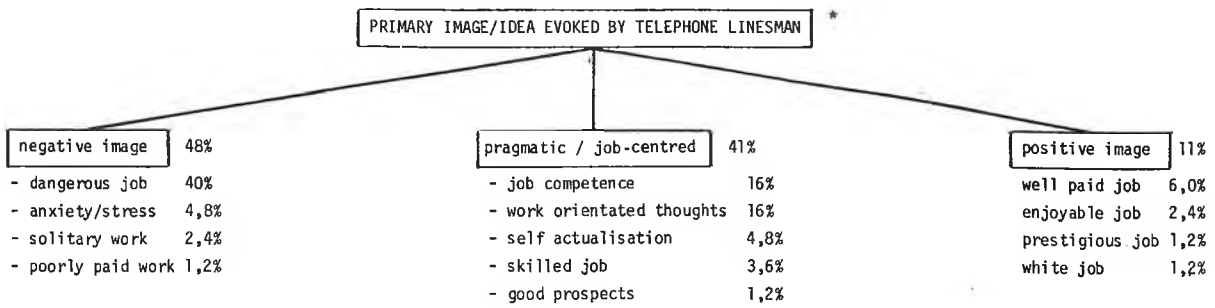 PRIMARY IMAGE/IDEA EVOKED BY TELEPHONE LINESMAN *
negative image 48%
- dangerous job 40%
- anxiety/stress 4,8%
- solitary work 2,4%
- poorly paid work 1,2%
pragmatic / job-centred 41%
- job competence 16%
- work orientated thoughts 16%
- self actualisation 4,8%
- skilled job 3,6%
- good prospects 1,2%
positive image 11%
well paid job 6,0%
enjoyable job 2,4%
prestigious job 1,2%
white job 1,2%